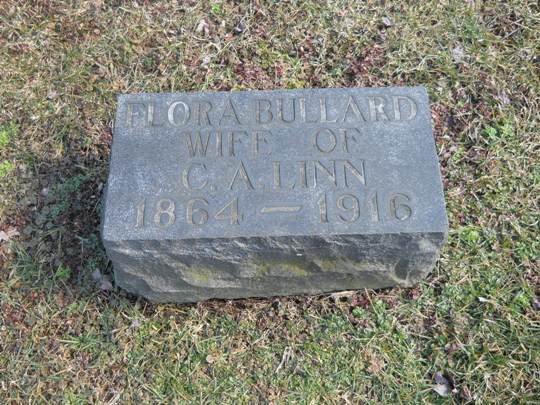 FLORA BULLARD
WIFE OF
C. A. LINN
1864 — 1916